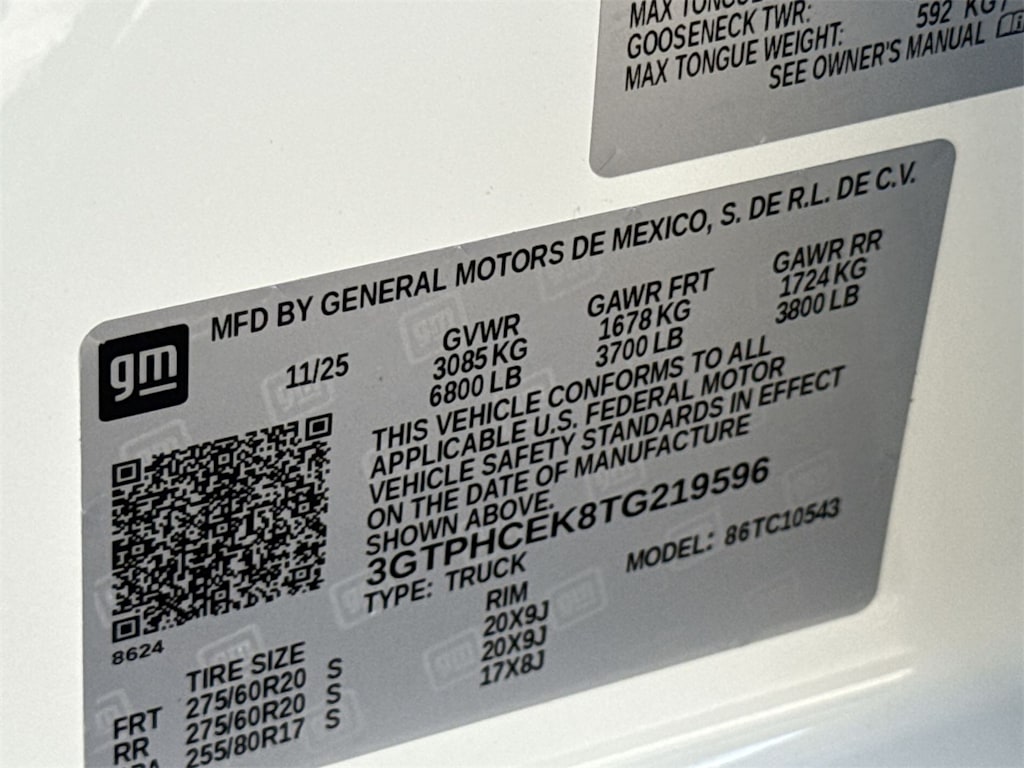 MAX TONGUE
GOOSENECK TWR:
592 KG
MAX TONGUE WEIGHT:
SEE OWNER'S MANUAL
MFD BY GENERAL MOTORS DE MEXICO, S. DE R.L. DE C.V.
gm
11/25
GVWR GAWR FRT GAWR RR
3085 KG 1678 KG 1724 KG
6800 LB 3700 LB 3800 LB
THIS VEHICLE CONFORMS TO ALL
APPLICABLE U.S. FEDERAL MOTOR
VEHICLE SAFETY STANDARDS IN EFFECT
ON THE DATE OF MANUFACTURE
SHOWN ABOVE.
3GTPHCEK8TG219596
TYPE: TRUCK MODEL: 86TC10543
8624
TIRE SIZE RIM
FRT 275/60R20 S 20X9J
RR 275/60R20 S 20X9J
255/80R17 S 17X8J